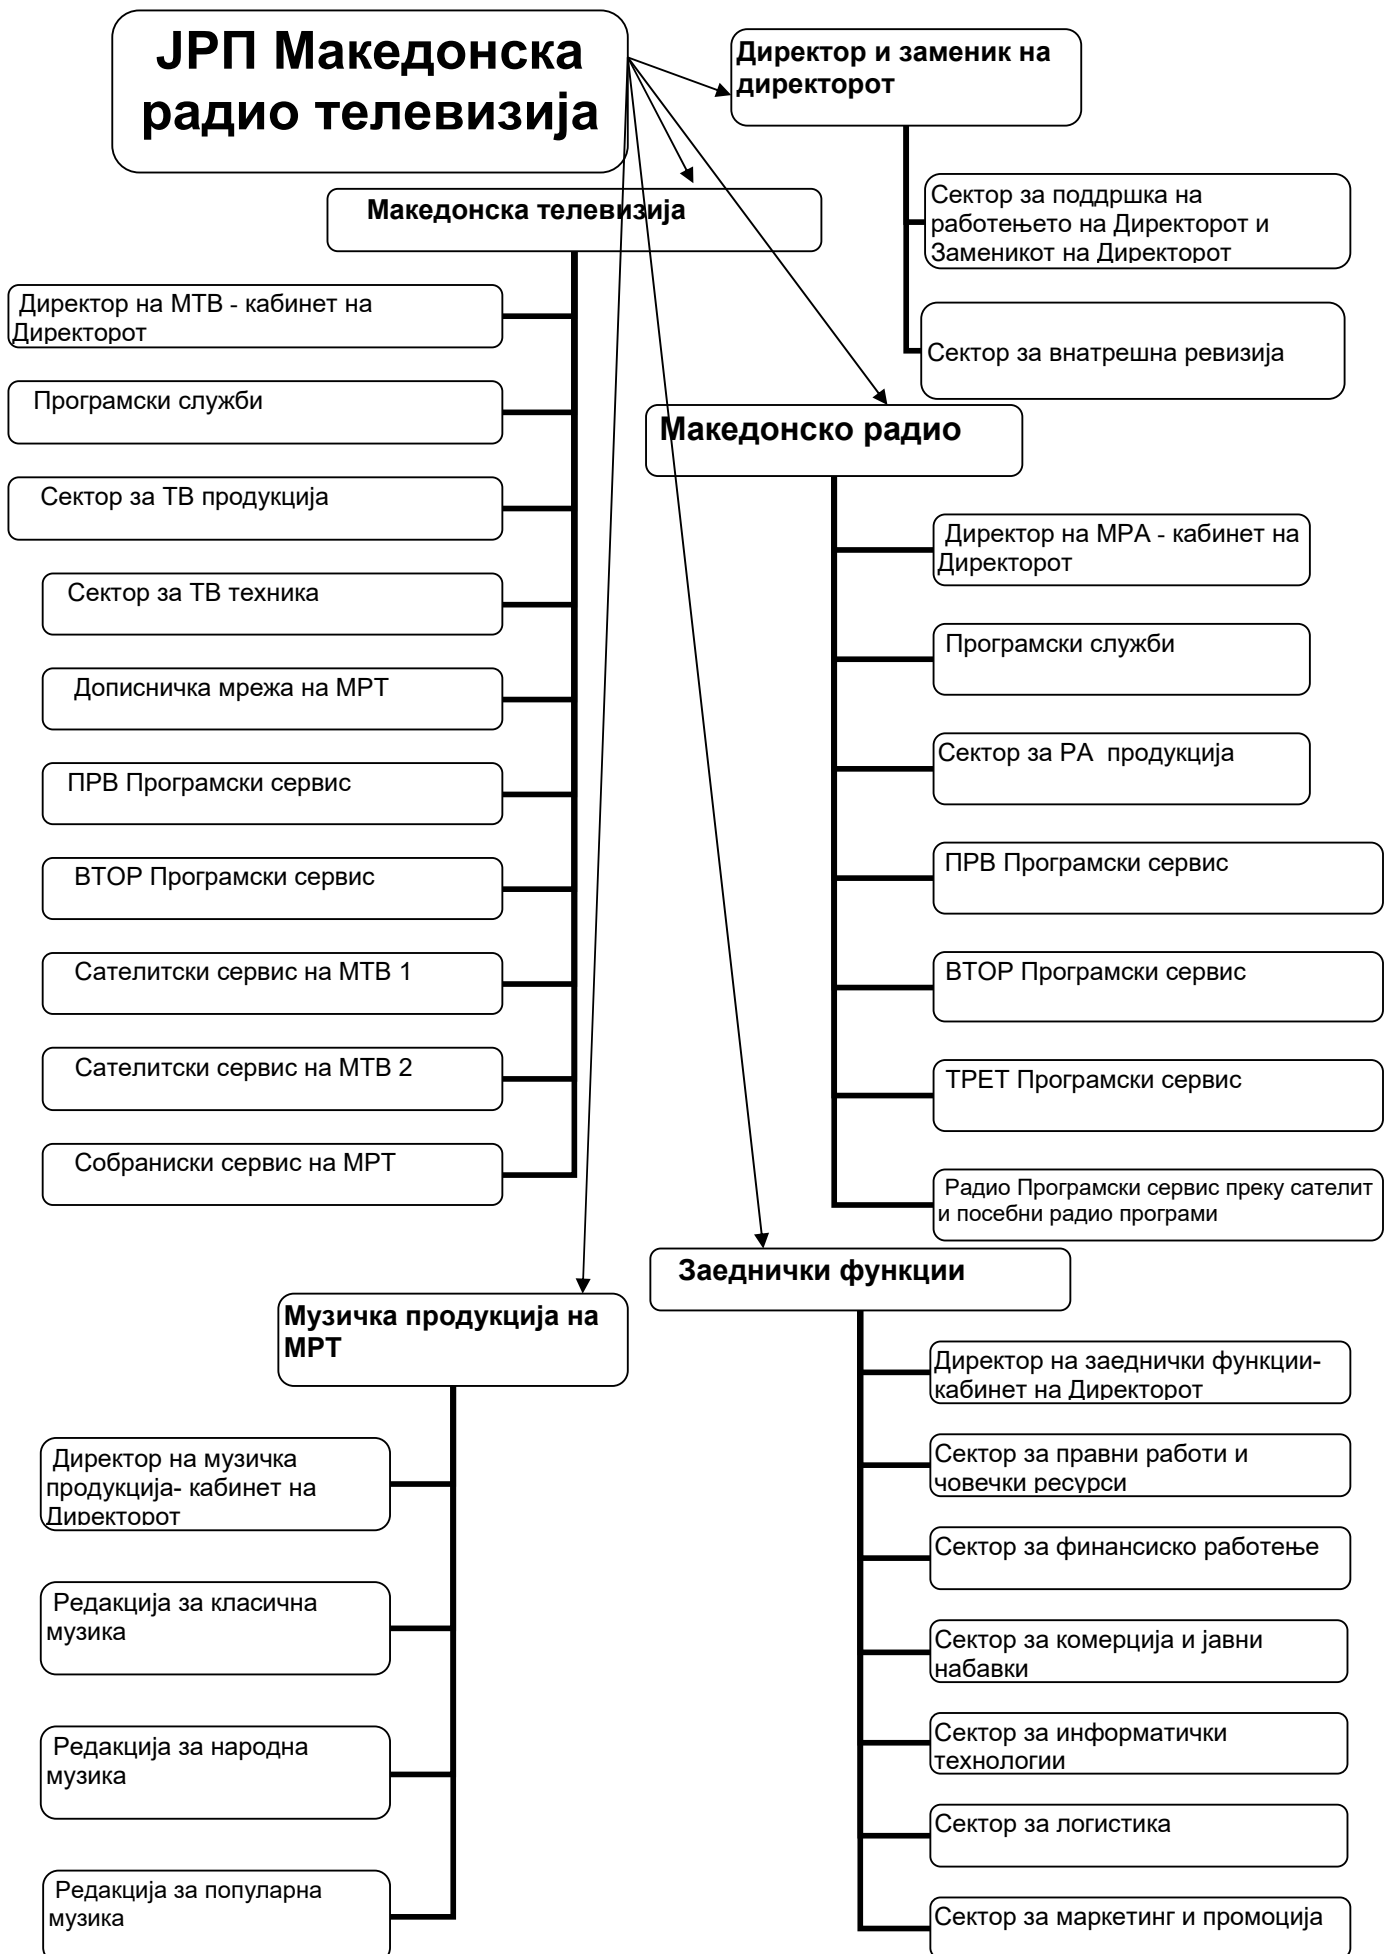 ЈРП Македонска
радио телевизија
Директор и заменик на
директорот
Сектор за поддршка на
работењето на Директорот и
Заменикот на Директорот
Сектор за внатрешна ревизија
Македонска телевизија
Директор на МТВ - кабинет на
Директорот
Програмски служби
Сектор за ТВ продукција
Сектор за ТВ техника
Дописничка мрежа на МРТ
ПРВ Програмски сервис
ВТОР Програмски сервис
Сателитски сервис на МТВ 1
Сателитски сервис на МТВ 2
Собраниски сервис на МРТ
Македонско радио
Директор на МРА - кабинет на
Директорот
Програмски служби
Сектор за РА продукција
ПРВ Програмски сервис
ВТОР Програмски сервис
ТРЕТ Програмски сервис
Радио Програмски сервис преку сателит
и посебни радио програми
Музичка продукција на
МРТ
Директор на музичка
продукција- кабинет на
Директорот
Редакција за класична
музика
Редакција за народна
музика
Редакција за популарна
музика
Заеднички функции
Директор на заеднички функции-
кабинет на Директорот
Сектор за правни работи и
човечки ресурси
Сектор за финансиско работење
Сектор за комерција и јавни
набавки
Сектор за информатички
технологии
Сектор за логистика
Сектор за маркетинг и промоција